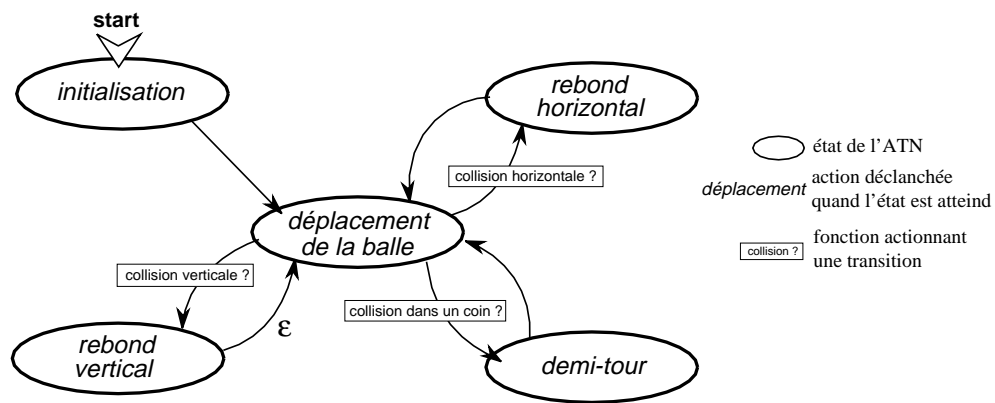 start
initialisation
rebond
horizontal
collision horizontale ?
déplacement
de la balle
collision verticale ?
ε
collision dans un coin ?
rebond
vertical
demi-tour
état de l'ATN
déplacement
action déclanchée
quand l'état est atteind
collision ?
fonction actionnant
une transition